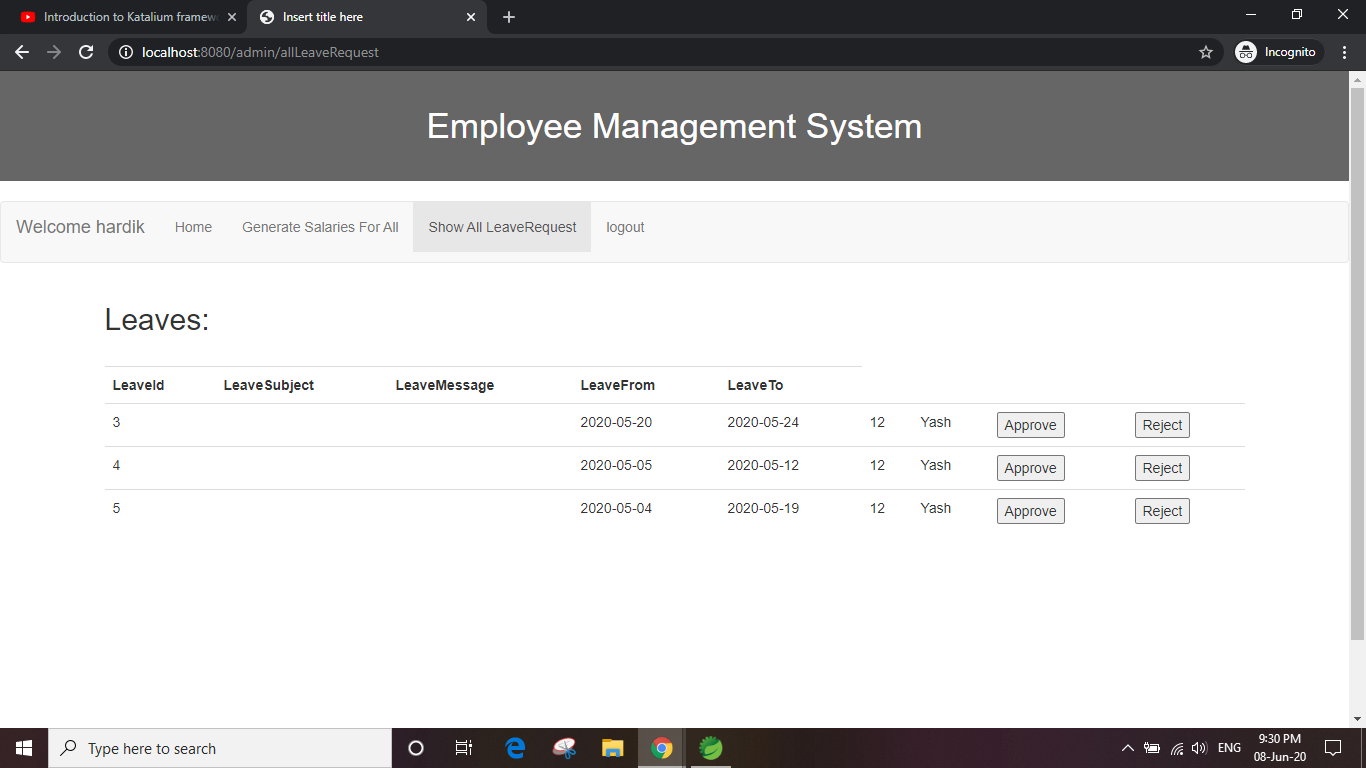 Introduction to Katalium framew
Insert title here
localhost:8080/admin/allLeaveRequest
Incognito
Employee Management System
Welcome hardik Home Generate Salaries For All Show All LeaveRequest logout
Leaves:
LeaveId LeaveSubject LeaveMessage LeaveFrom LeaveTo
3 2020-05-20 2020-05-24 12 Yash Approve Reject
4 2020-05-05 2020-05-12 12 Yash Approve Reject
5 2020-05-04 2020-05-19 12 Yash Approve Reject
Type here to search
ENG
9:30 PM
08-Jun-20